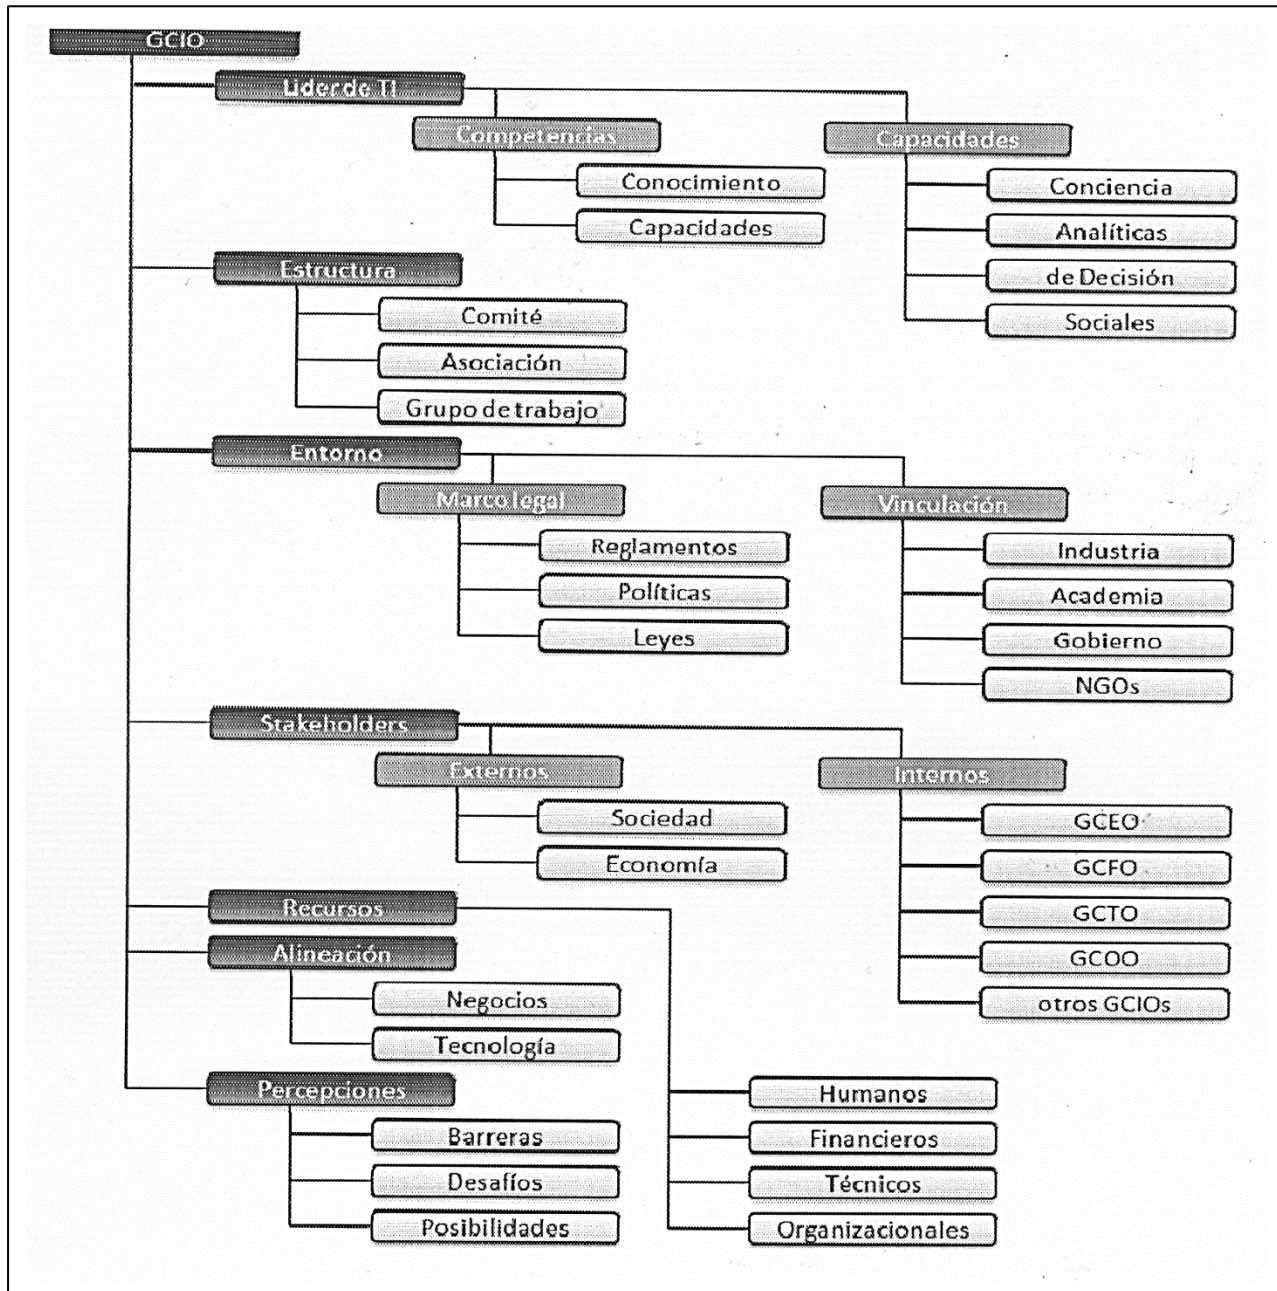 GCIO
Lider de TI
Competencias
Conocimiento
Capacidades
Capacidades
Conciencia
Analíticas
de Decisión
Sociales
Estructura
Comité
Asociación
Grupo de trabajo
Entorno
Marco legal
Reglamentos
Políticas
Leyes
Vinculación
Industria
Academia
Gobierno
NGOs
Stakeholders
Externos
Sociedad
Economía
Internos
GCEO
GCFO
GCTO
GCOO
otros GCIOs
Recursos
Humanos
Financieros
Técnicos
Organizacionales
Alineación
Negocios
Tecnología
Percepciones
Barreras
Desafíos
Posibilidades